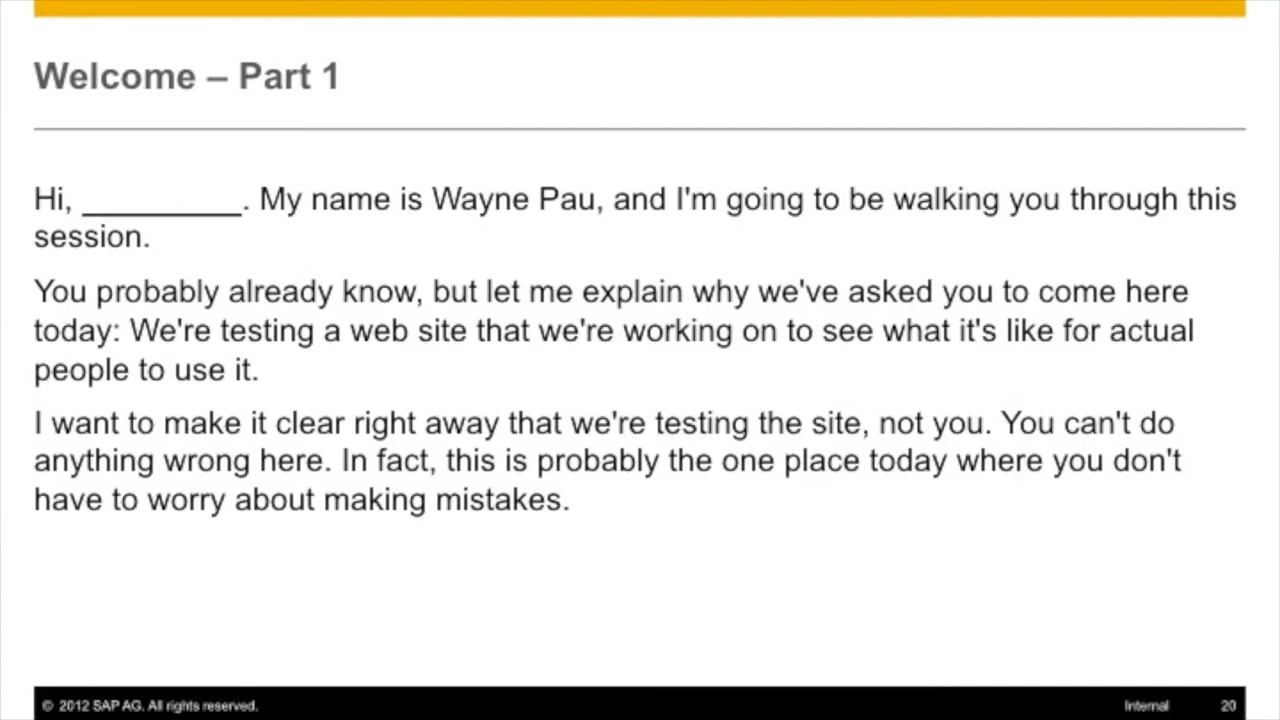 Welcome – Part 1
Hi, _________. My name is Wayne Pau, and I'm going to be walking you through this
session.
You probably already know, but let me explain why we've asked you to come here
today: We're testing a web site that we're working on to see what it's like for actual
people to use it.
I want to make it clear right away that we're testing the site, not you. You can't do
anything wrong here. In fact, this is probably the one place today where you don't
have to worry about making mistakes.
© 2012 SAP AG. All rights reserved. Internal 20